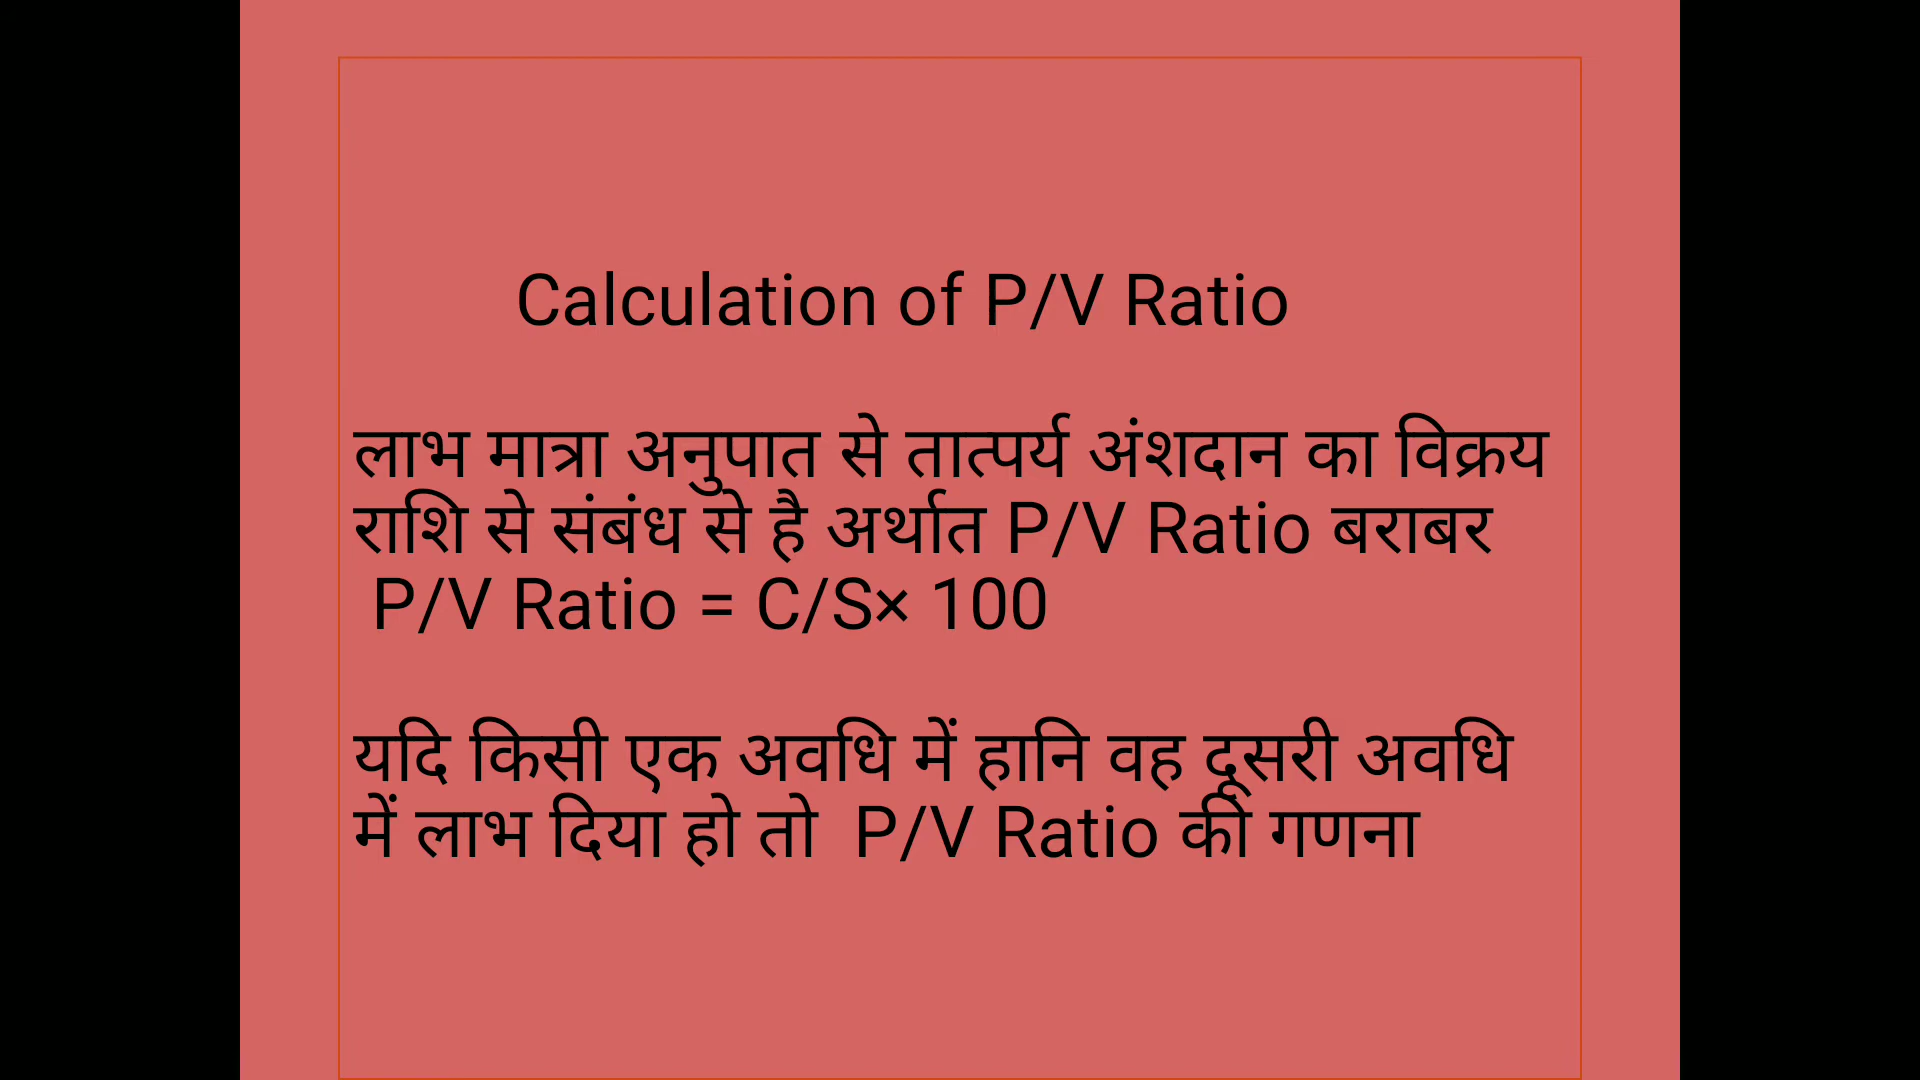 Calculation of P/V Ratio
लाभ मात्रा अनुपात से तात्पर्य अंशदान का विक्रय
राशि से संबंध से है अर्थात P/V Ratio बराबर
P/V Ratio = C/S× 100
यदि किसी एक अवधि में हानि वह दूसरी अवधि
में लाभ दिया हो तो P/V Ratio की गणना